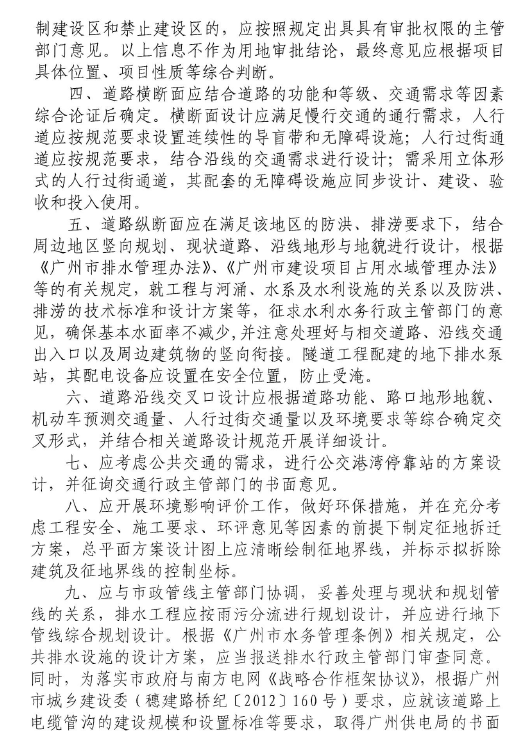 制建设区和禁止建设区的，应按照规定出具具有审批权限的主管
部门意见。以上信息不作为用地审批结论，最终意见应根据项目
具体位置、项目性质等综合判断。
四、道路横断面应结合道路的功能和等级、交通需求等因素
综合论证后确定。横断面设计应满足慢行交通的通行需求，人行
道应按规范要求设置连续性的导盲带和无障碍设施；人行过街通
道应按规范要求，结合沿线的交通需求进行设计；需采用立体形
式的人行过街通道，其配套的无障碍设施应同步设计、建设、验
收和投入使用。
五、道路纵断面应在满足该地区的防洪、排涝要求下，结合
周边地区竖向规划、现状道路、沿线地形与地貌进行设计，根据
《广州市排水管理办法》、《广州市建设项目占用水域管理办法》
等的有关规定，就工程与河涌、水系及水利设施的关系以及防洪、
排涝的技术标准和设计方案等，征求水利水务行政主管部门的意
见，确保基本水面率不减少,并注意处理好与相交道路、沿线交通
出入口以及周边建筑物的竖向衔接。隧道工程配建的地下排水泵
站，其配电设备应设置在安全位置，防止受淹。
六、道路沿线交叉口设计应根据道路功能、路口地形地貌、
机动车预测交通量、人行过街交通量以及环境要求等综合确定交
叉形式，并结合相关道路设计规范开展详细设计。
七、应考虑公共交通的需求，进行公交港湾停靠站的方案设
计，并征询交通行政主管部门的书面意见。
八、应开展环境影响评价工作，做好环保措施，并在充分考
虑工程安全、施工要求、环评意见等因素的前提下制定征地拆迁
方案，总平面方案设计图上应清晰绘制征地界线，并标示拟拆除
建筑及征地界线的控制坐标。
九、应与市政管线主管部门协调，妥善处理与现状和规划管
线的关系，排水工程应按雨污分流进行规划设计，并应进行地下
管线综合规划设计。根据《广州市水务管理条例》相关规定，公
共排水设施的设计方案，应当报送排水行政主管部门审查同意。
同时，为落实市政府与南方电网《战略合作框架协议》，根据广州
市城乡建设委（穗建路桥纪〔2012〕160号）要求，应就该道路上
电缆管沟的建设规模和设置标准等要求，取得广州供电局的书面